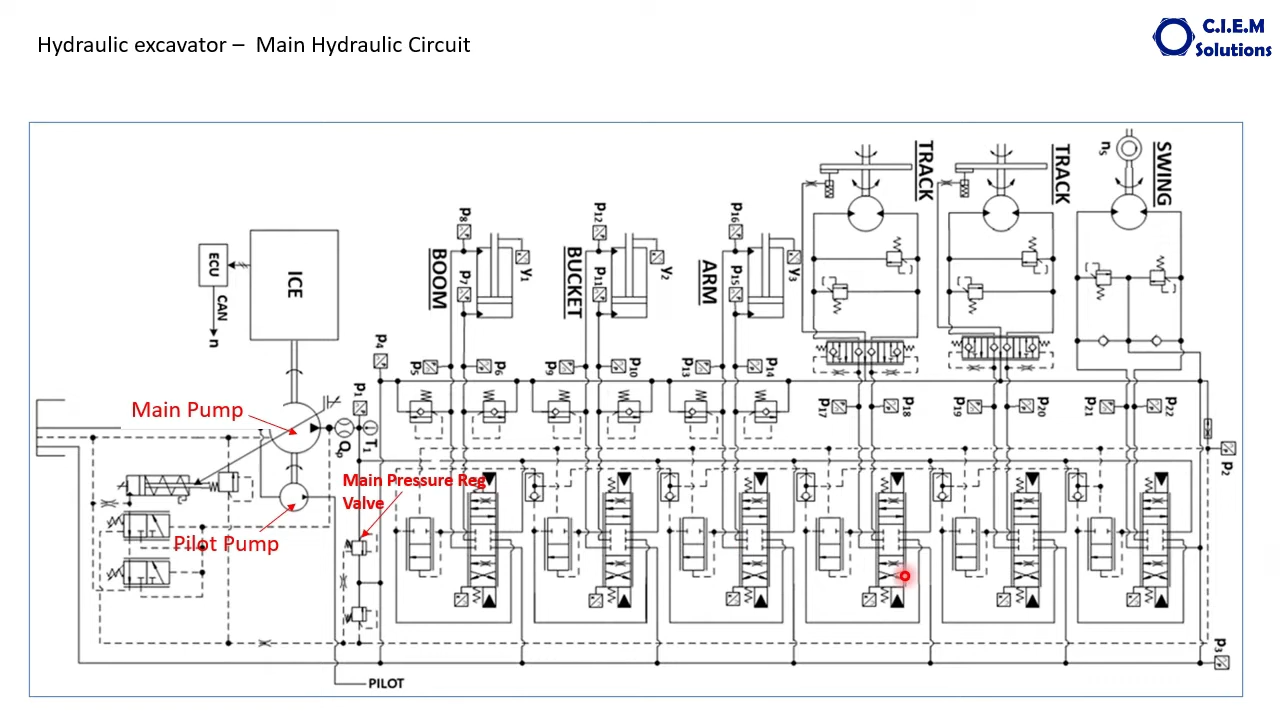 Hydraulic excavator – Main Hydraulic Circuit
C.I.E.M
Solutions
ICE
ECU
CAN
n
Main Pump
Pilot Pump
Main Pressure Reg
Valve
PILOT
BOOM
BUCKET
ARM
TRACK
TRACK
SWING
n5
p8
p7
y1
p12
p11
y2
p16
p15
y3
p4
p1
Qp
T1
p5
p6
p9
p10
p13
p14
p17
p18
p19
p20
p21
p22
p2
p3